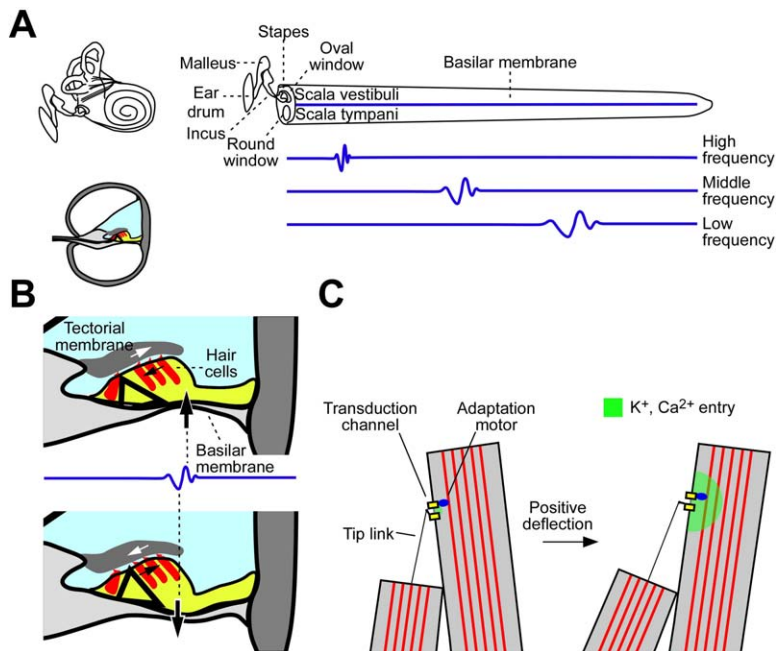 A
Stapes
Malleus
Oval
window
Basilar membrane
Ear
drum
Scala vestibuli
Scala tympani
Incus
Round
window
High
frequency
Middle
frequency
Low
frequency
B
Tectorial
membrane
Hair
cells
Basilar
membrane
C
Transduction
channel
Adaptation
motor
K⁺, Ca²⁺ entry
Tip link
Positive
deflection